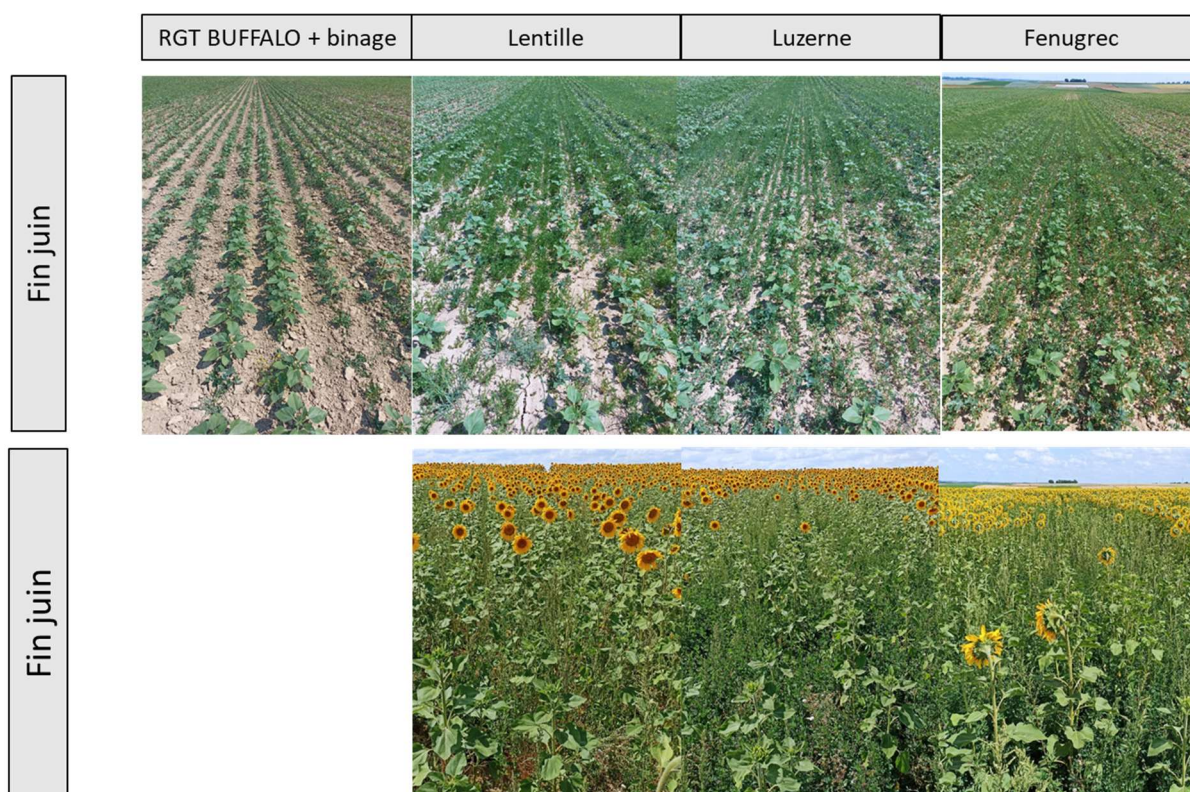 RGT BUFFALO + binage
Lentille
Luzerne
Fenugrec
Fin juin
Fin juin